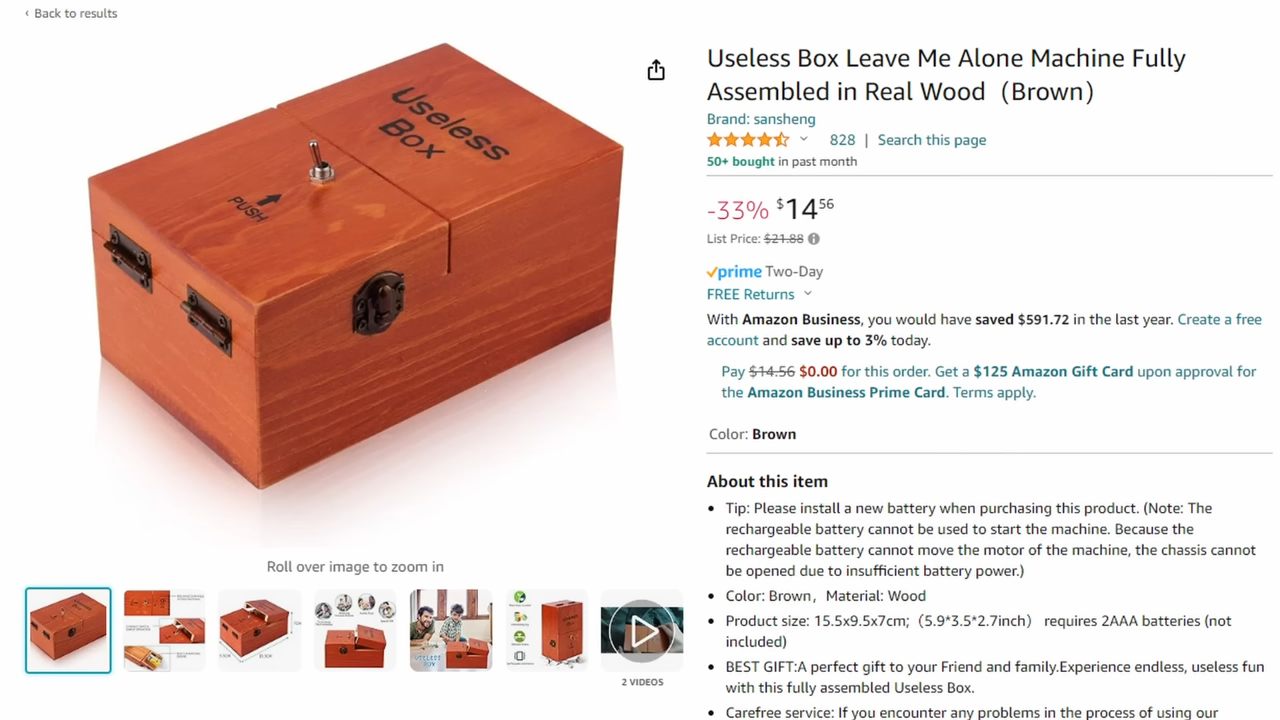 ‹ Back to results
Useless
Box
PUSH
Roll over image to zoom in
USELESS
BOX
2 VIDEOS
Useless Box Leave Me Alone Machine Fully
Assembled in Real Wood（Brown）
Brand: sansheng
828 | Search this page
50+ bought in past month
-33% $14 56
List Price: $21.88
prime Two-Day
FREE Returns
With Amazon Business, you would have saved $591.72 in the last year. Create a free
account and save up to 3% today.
Pay $14.56 $0.00 for this order. Get a $125 Amazon Gift Card upon approval for
the Amazon Business Prime Card. Terms apply.
Color: Brown
About this item
Tip: Please install a new battery when purchasing this product. (Note: The
rechargeable battery cannot be used to start the machine. Because the
rechargeable battery cannot move the motor of the machine, the chassis cannot
be opened due to insufficient battery power.)
Color: Brown，Material: Wood
Product size: 15.5x9.5x7cm;（5.9*3.5*2.7inch） requires 2AAA batteries (not
included)
BEST GIFT:A perfect gift to your Friend and family.Experience endless, useless fun
with this fully assembled Useless Box.
Carefree service: If you encounter any problems in the process of using our